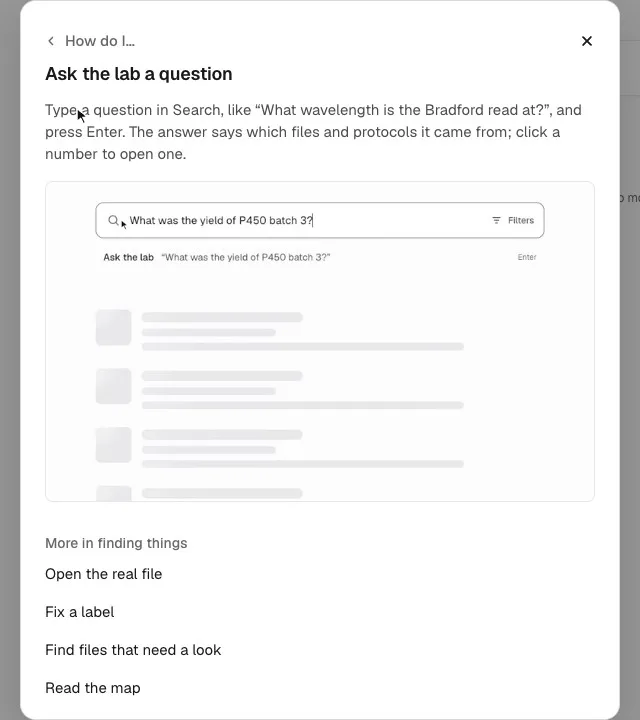 How do I...
Ask the lab a question
Type a question in Search, like “What wavelength is the Bradford read at?”, and
press Enter. The answer says which files and protocols it came from; click a
number to open one.
What was the yield of P450 batch 3?
Filters
Ask the lab “What was the yield of P450 batch 3?”
Enter
More in finding things
Open the real file
Fix a label
Find files that need a look
Read the map